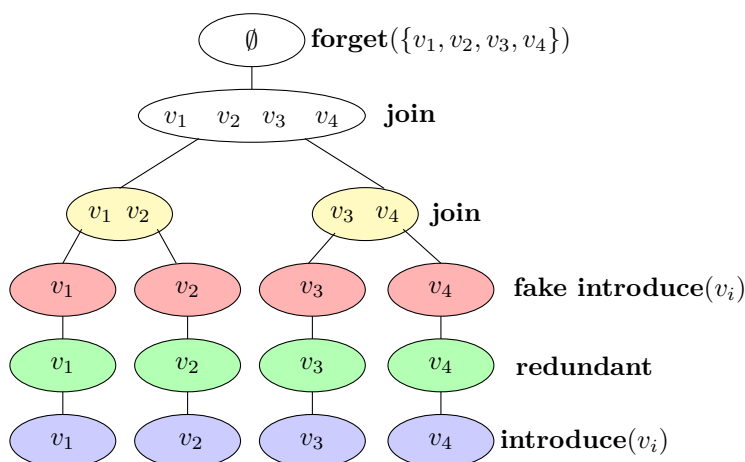 ∅ forget({v₁, v₂, v₃, v₄})
v₁ v₂ v₃ v₄ join
v₁ v₂ v₃ v₄ join
v₁ v₂ v₃ v₄ fake introduce(vᵢ)
v₁ v₂ v₃ v₄ redundant
v₁ v₂ v₃ v₄ introduce(vᵢ)